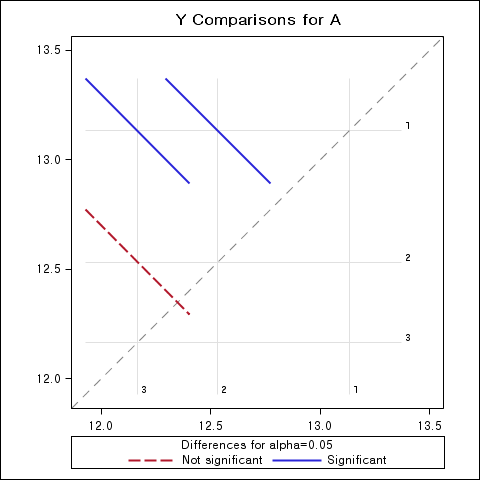 Y Comparisons for A
13.5
13.0
12.5
12.0
1
2
3
3 2 1
12.0 12.5 13.0 13.5
Differences for alpha=0.05
Not significant Significant